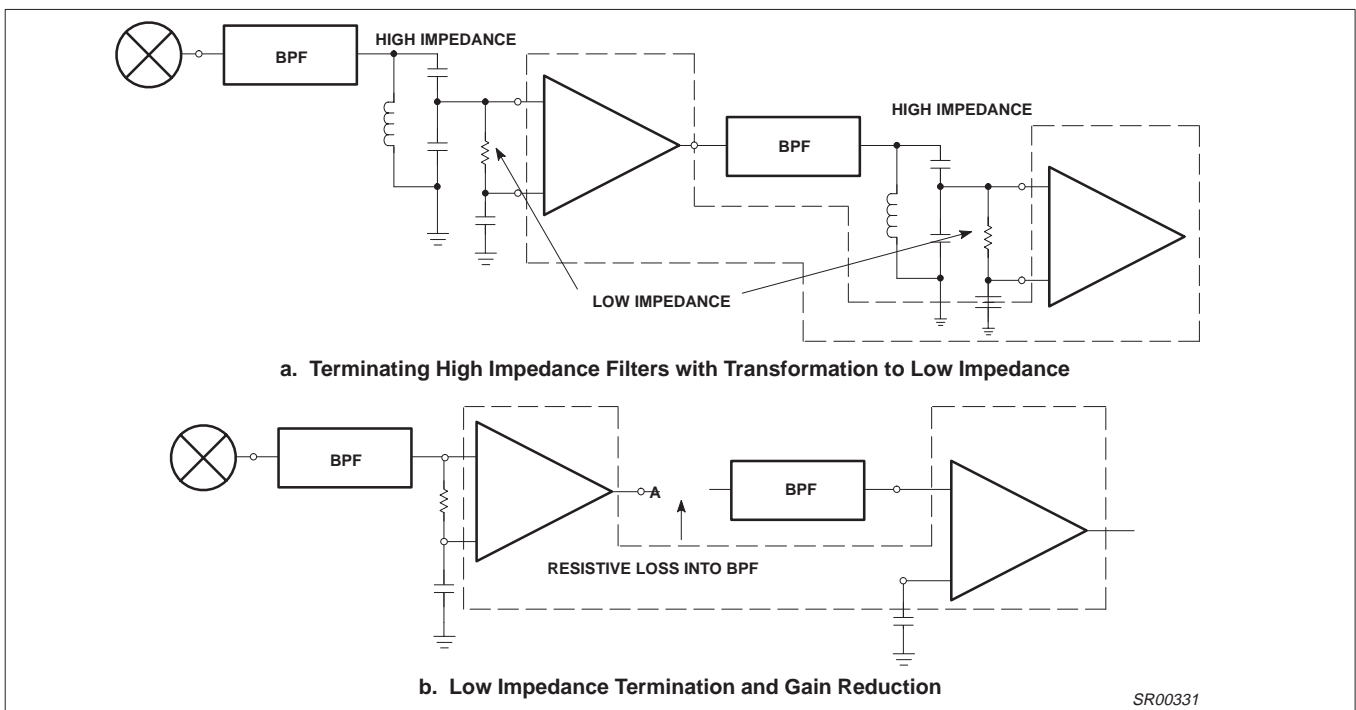 HIGH IMPEDANCE
BPF
HIGH IMPEDANCE
BPF
LOW IMPEDANCE
a. Terminating High Impedance Filters with Transformation to Low Impedance
BPF
A
BPF
RESISTIVE LOSS INTO BPF
b. Low Impedance Termination and Gain Reduction
SR00331